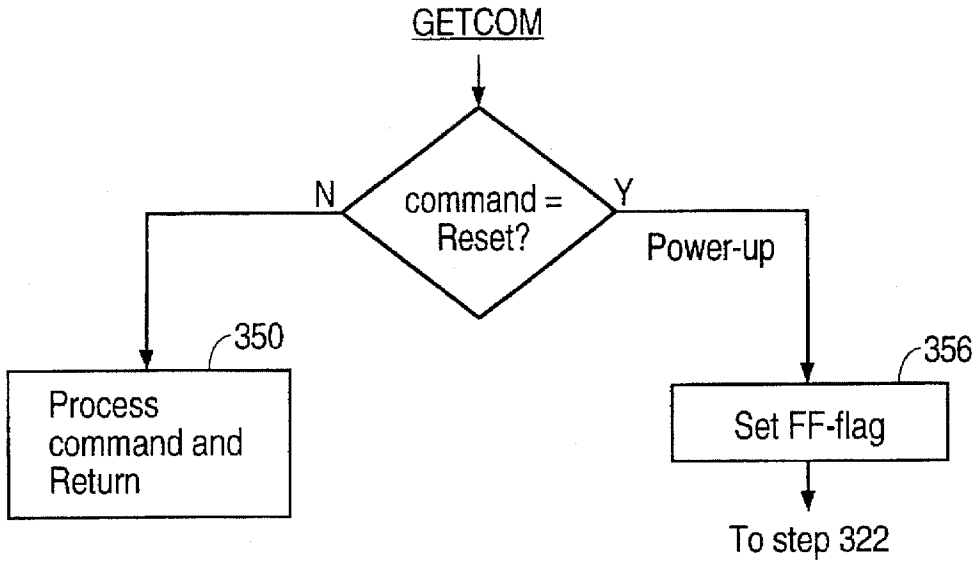 GETCOM
N
command =
Reset?
Y
Power-up
350
Process
command and
Return
356
Set FF-flag
To step 322